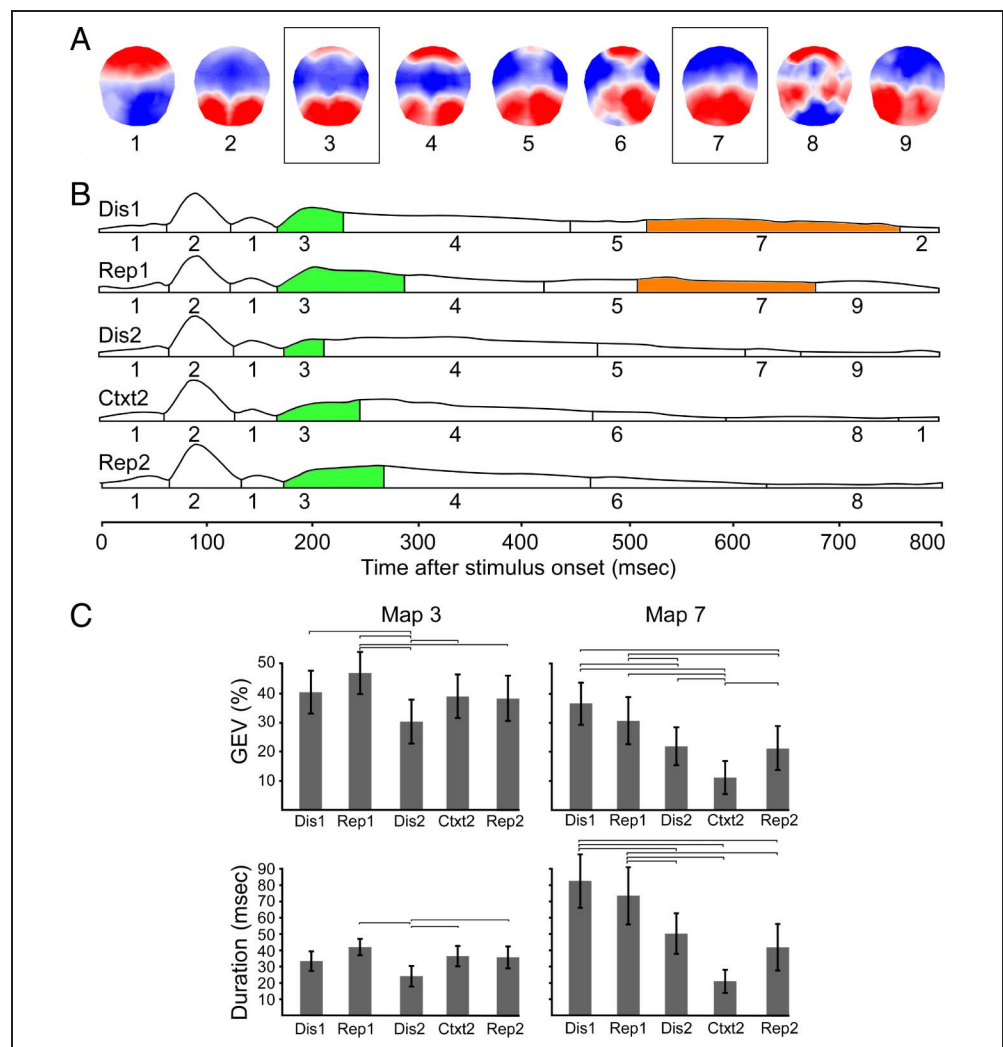 A
1 2 3 4 5 6 7 8 9
B
Dis1
1 2 1 3 4 5 7 2
Rep1
1 2 1 3 4 5 7 9
Dis2
1 2 1 3 4 5 7 9
Ctxt2
1 2 1 3 4 6 8 1
Rep2
1 2 1 3 4 6 8
0 100 200 300 400 500 600 700 800
Time after stimulus onset (msec)
C
Map 3 Map 7
GEV (%)
50
40
30
20
10
Dis1 Rep1 Dis2 Ctxt2 Rep2 Dis1 Rep1 Dis2 Ctxt2 Rep2
Duration (msec)
90
80
70
60
50
40
30
20
10
Dis1 Rep1 Dis2 Ctxt2 Rep2 Dis1 Rep1 Dis2 Ctxt2 Rep2